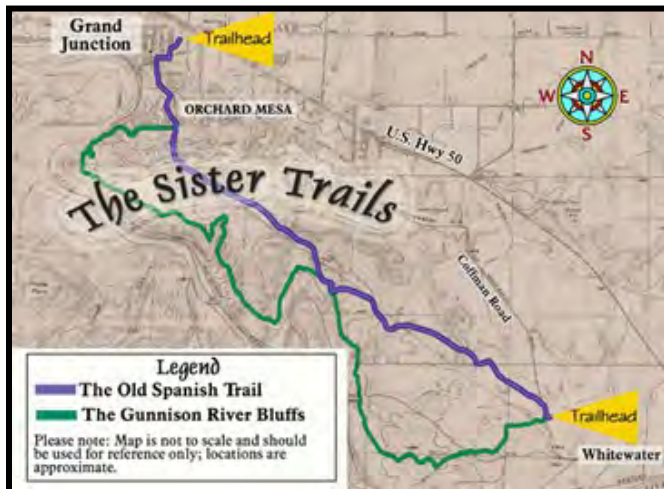 Grand
Junction
Trailhead
N
W
E
S
ORCHARD MESA
U.S. Hwy 50
The Sister Trails
Coffman Road
Legend
The Old Spanish Trail
The Gunnison River Bluffs
Please note: Map is not to scale and should
be used for reference only; locations are
approximate.
Trailhead
Whitewater